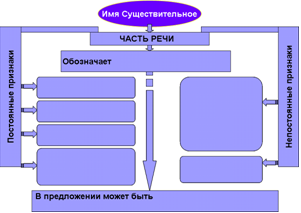 Имя Существительное
ЧАСТЬ РЕЧИ
Обозначает
Постоянные признаки
Непостоянные признаки
В предложении может быть